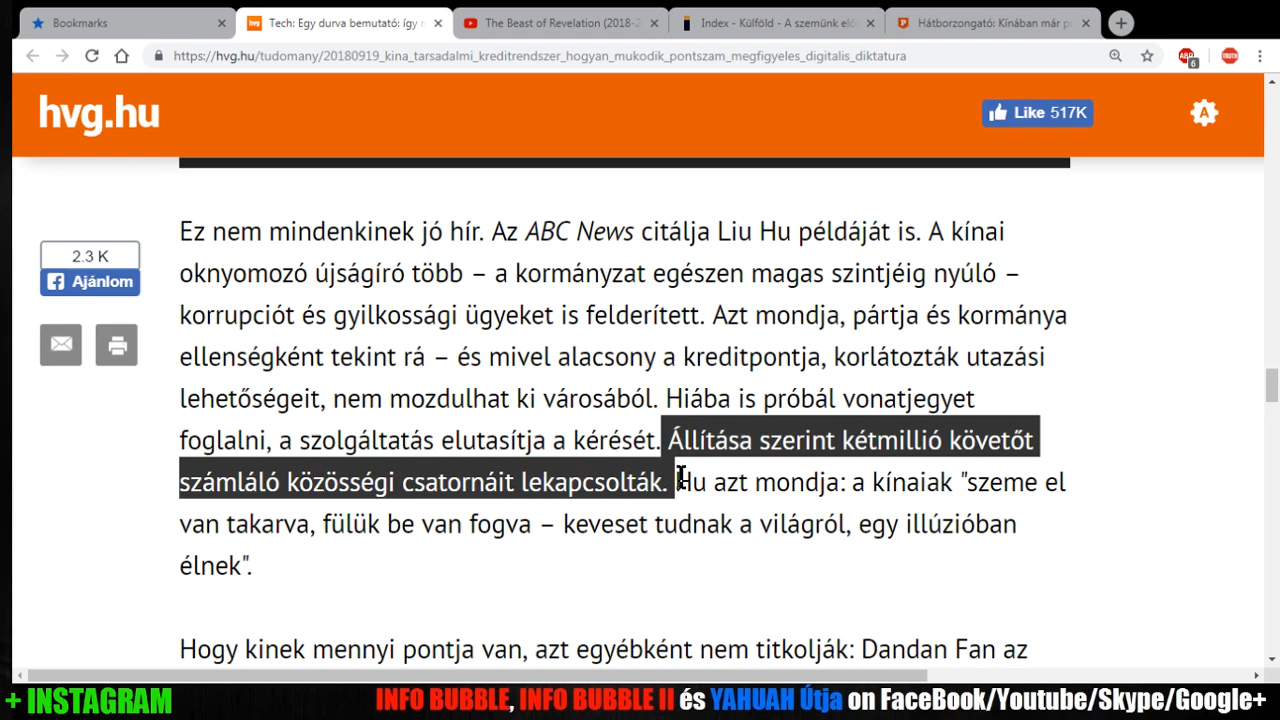 Bookmarks
Tech: Egy durva bemutató: így
The Beast of Revelation (2018-2
Index - Külföld - A szemünk elő
Hátborzongató: Kínában már
https://hvg.hu/tudomany/20180919_kina_tarsadalmi_kreditrendszer_hogyan_mukodik_pontszam_megfigyeles_digitalis_diktatura
ABP
6
TRUTH
hvg.hu
Like 517K
A
2.3 K
Ajánlom
Ez nem mindenkinek jó hír. Az ABC News citálja Liu Hu példáját is. A kínai
oknyomozó újságíró több – a kormányzat egészen magas szintjéig nyúló –
korrupciót és gyilkossági ügyeket is felderített. Azt mondja, pártja és kormánya
ellenségként tekint rá – és mivel alacsony a kreditpontja, korlátozták utazási
lehetőségeit, nem mozdulhat ki városából. Hiába is próbál vonatjegyet
foglalni, a szolgáltatás elutasítja a kérését. Állítása szerint kétmillió követőt
számláló közösségi csatornáit lekapcsolták. Hu azt mondja: a kínaiak "szeme el
van takarva, fülük be van fogva – keveset tudnak a világról, egy illúzióban
élnek".
Hogy kinek mennyi pontja van, azt egyébként nem titkolják: Dandan Fan az
+ INSTAGRAM
INFO BUBBLE, INFO BUBBLE II és YAHUAH Útja on FaceBook/Youtube/Skype/Google+